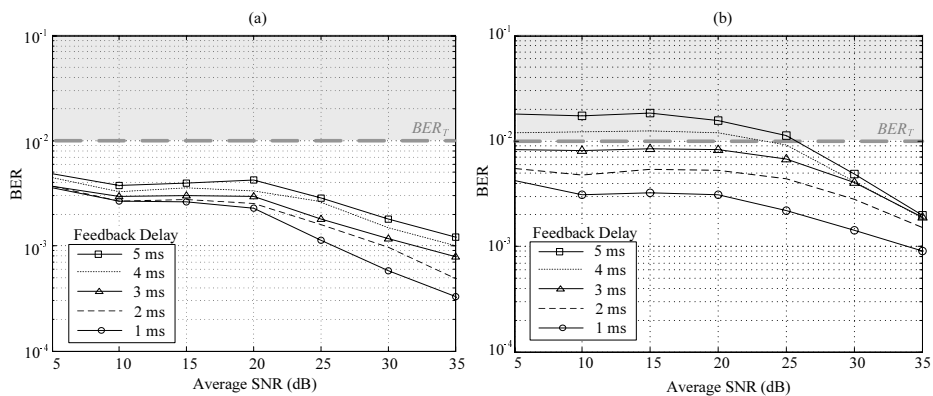 (a)
10^-1
10^-2
10^-3
10^-4
BER
BER_T
Feedback Delay
5 ms
4 ms
3 ms
2 ms
1 ms
5 10 15 20 25 30 35
Average SNR (dB)
(b)
10^-1
10^-2
10^-3
10^-4
BER
BER_T
Feedback Delay
5 ms
4 ms
3 ms
2 ms
1 ms
5 10 15 20 25 30 35
Average SNR (dB)